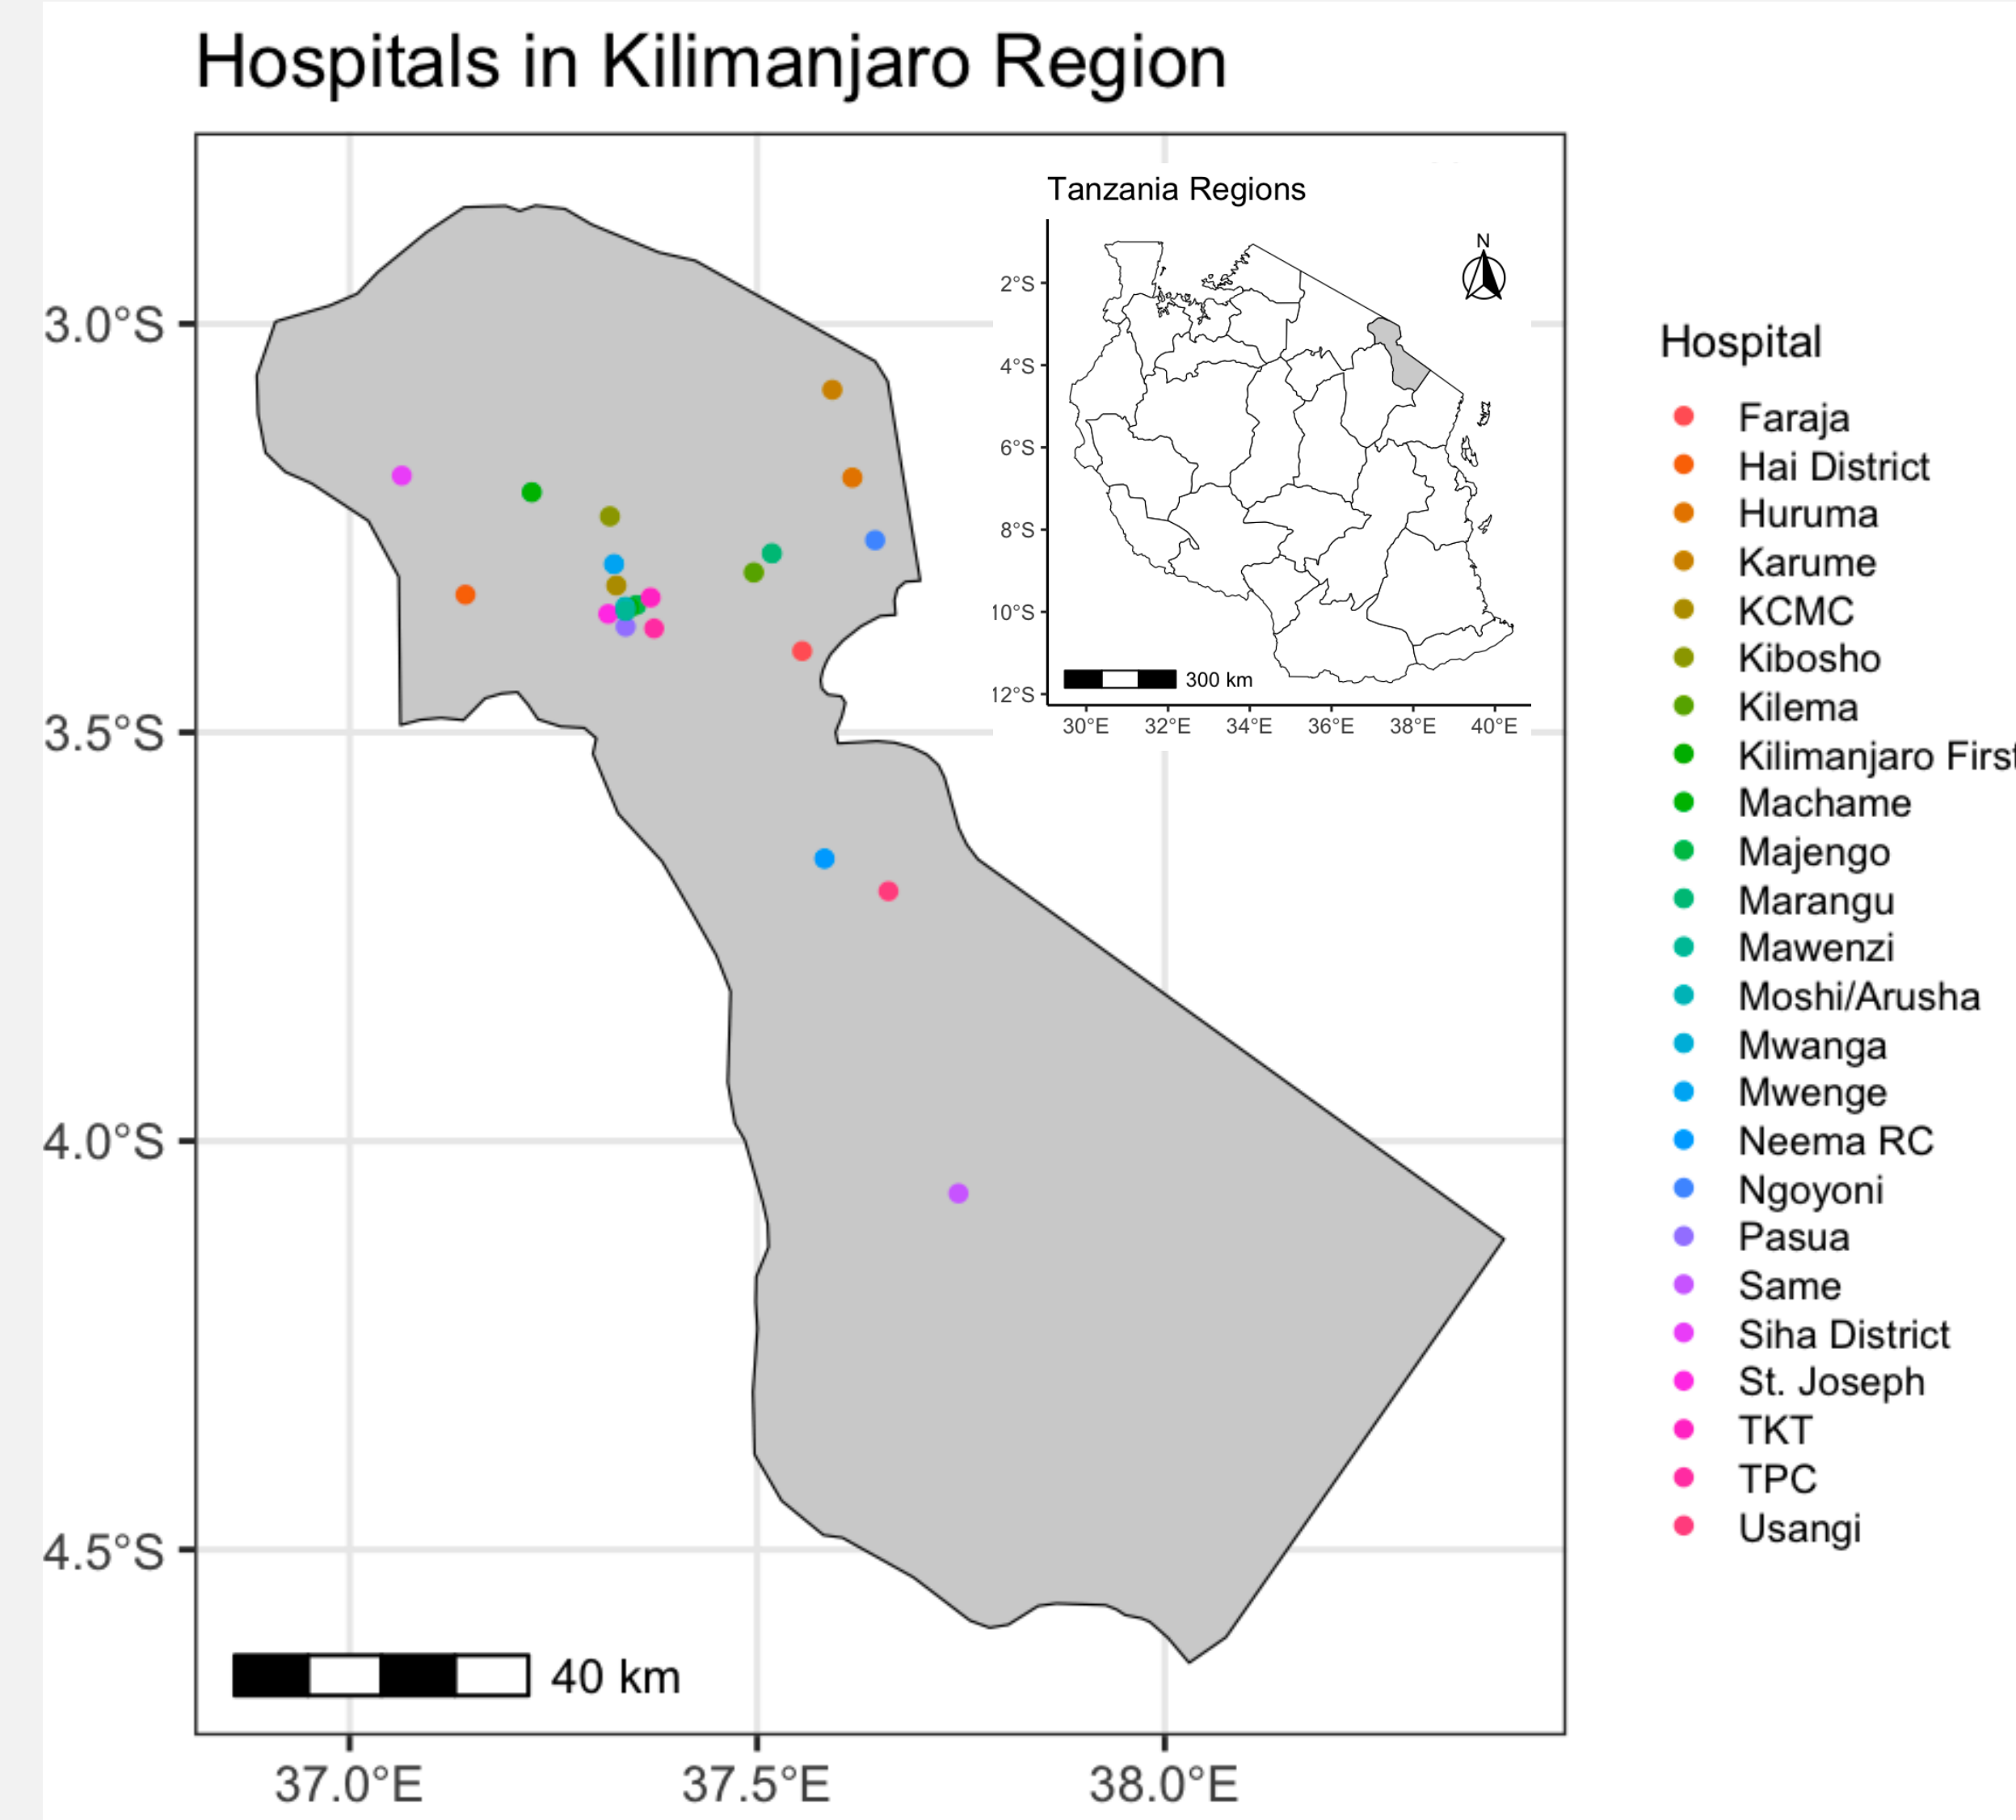 Hospitals in Kilimanjaro Region
3.0°S
3.5°S
4.0°S
4.5°S
37.0°E
37.5°E
38.0°E
40 km
Tanzania Regions
N
2°S
4°S
6°S
8°S
10°S
12°S
30°E
32°E
34°E
36°E
38°E
40°E
300 km
Hospital
Faraja
Hai District
Huruma
Karume
KCMC
Kibosho
Kilema
Kilimanjaro First
Machame
Majengo
Marangu
Mawenzi
Moshi/Arusha
Mwanga
Mwenge
Neema RC
Ngoyoni
Pasua
Same
Siha District
St. Joseph
TKT
TPC
Usangi